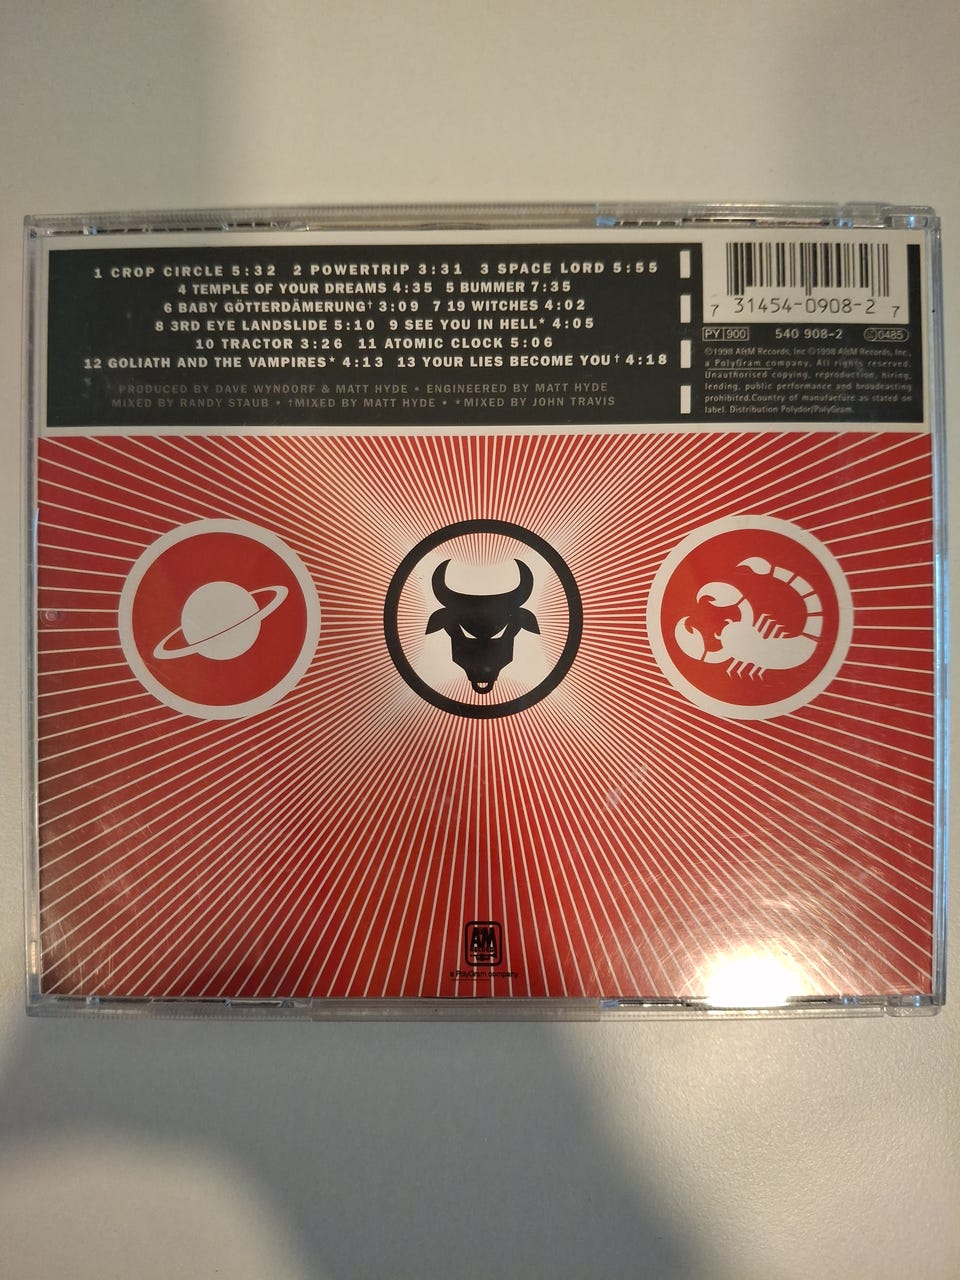 1 CROP CIRCLE 5:32 2 POWERTRIP 3:31 3 SPACE LORD 5:55
4 TEMPLE OF YOUR DREAMS 4:35 5 BUMMER 7:35
6 BABY GÖTTERDÄMERUNG† 3:09 7 19 WITCHES 4:02
8 3RD EYE LANDSLIDE 5:10 9 SEE YOU IN HELL* 4:05
10 TRACTOR 3:26 11 ATOMIC CLOCK 5:06
12 GOLIATH AND THE VAMPIRES* 4:13 13 YOUR LIES BECOME YOU† 4:18
PRODUCED BY DAVE WYNDORF & MATT HYDE • ENGINEERED BY MATT HYDE
MIXED BY RANDY STAUB • †MIXED BY MATT HYDE • *MIXED BY JOHN TRAVIS
7 31454-0908-2 7
PY 900 540 908-2 LC 0485
℗1998 A&M Records, Inc ©1998 A&M Records, Inc.,
a PolyGram company. All rights reserved.
Unauthorised copying, reproduction, hiring,
lending, public performance and broadcasting
prohibited.Country of manufacture as stated on
label. Distribution Polydor/PolyGram.
AM
RECORDS
a PolyGram company